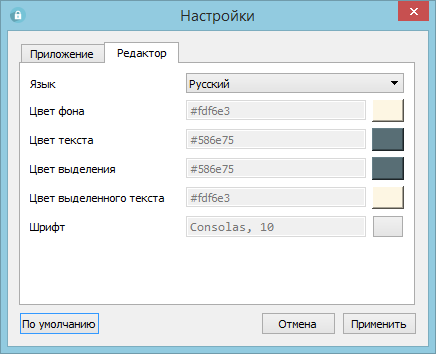 Настройки
Приложение Редактор
Язык Русский
Цвет фона #fdf6e3
Цвет текста #586e75
Цвет выделения #586e75
Цвет выделенного текста #fdf6e3
Шрифт Consolas, 10
По умолчанию Отмена Применить